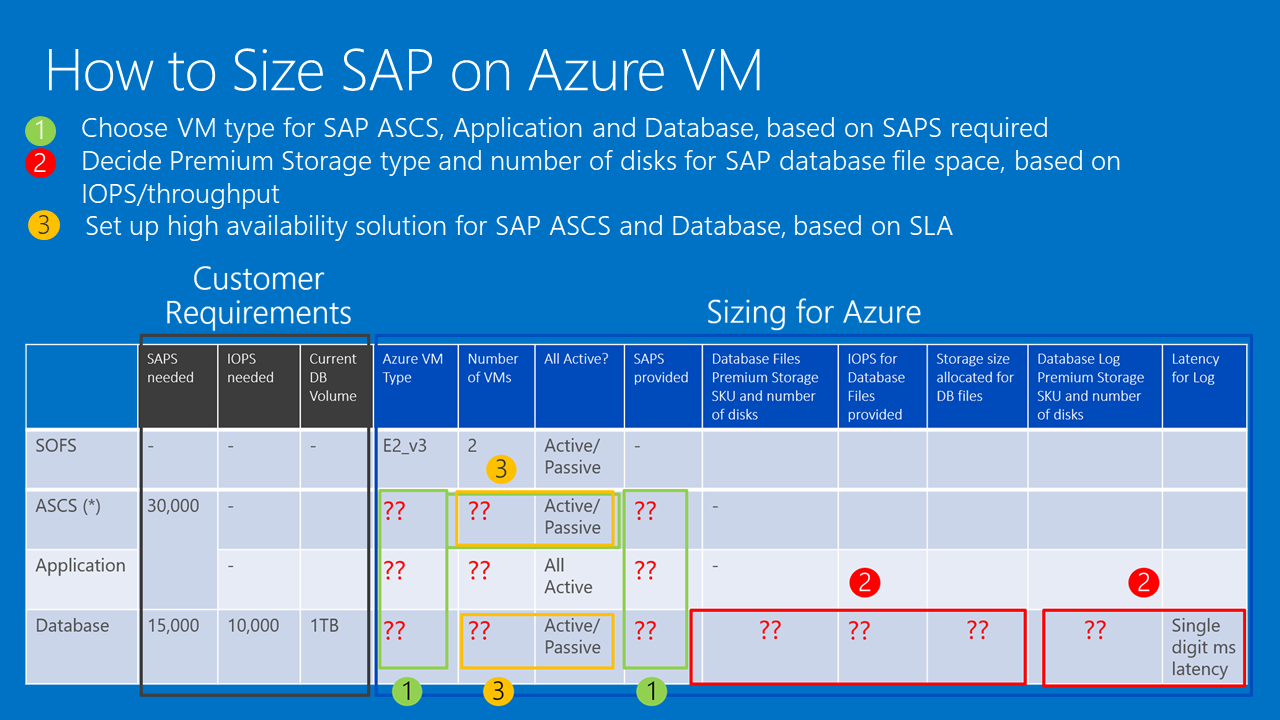 How to Size SAP on Azure VM
1 Choose VM type for SAP ASCS, Application and Database, based on SAPS required
2 Decide Premium Storage type and number of disks for SAP database file space, based on
IOPS/throughput
3 Set up high availability solution for SAP ASCS and Database, based on SLA
Customer
Requirements
Sizing for Azure
SAPS
needed
IOPS
needed
Current
DB
Volume
Azure VM
Type
Number
of VMs
All Active?
SAPS
provided
Database Files
Premium Storage
SKU and number
of disks
IOPS for
Database
Files
provided
Storage size
allocated for
DB files
Database Log
Premium Storage
SKU and number
of disks
Latency
for Log
SOFS
-
-
-
E2_v3
2
3
Active/
Passive
-
ASCS (*)
30,000
-
??
??
Active/
Passive
??
-
Application
-
??
??
All
Active
??
-
2
2
Database
15,000
10,000
1TB
??
??
Active/
Passive
??
??
??
??
??
Single
digit ms
latency
1
3
1